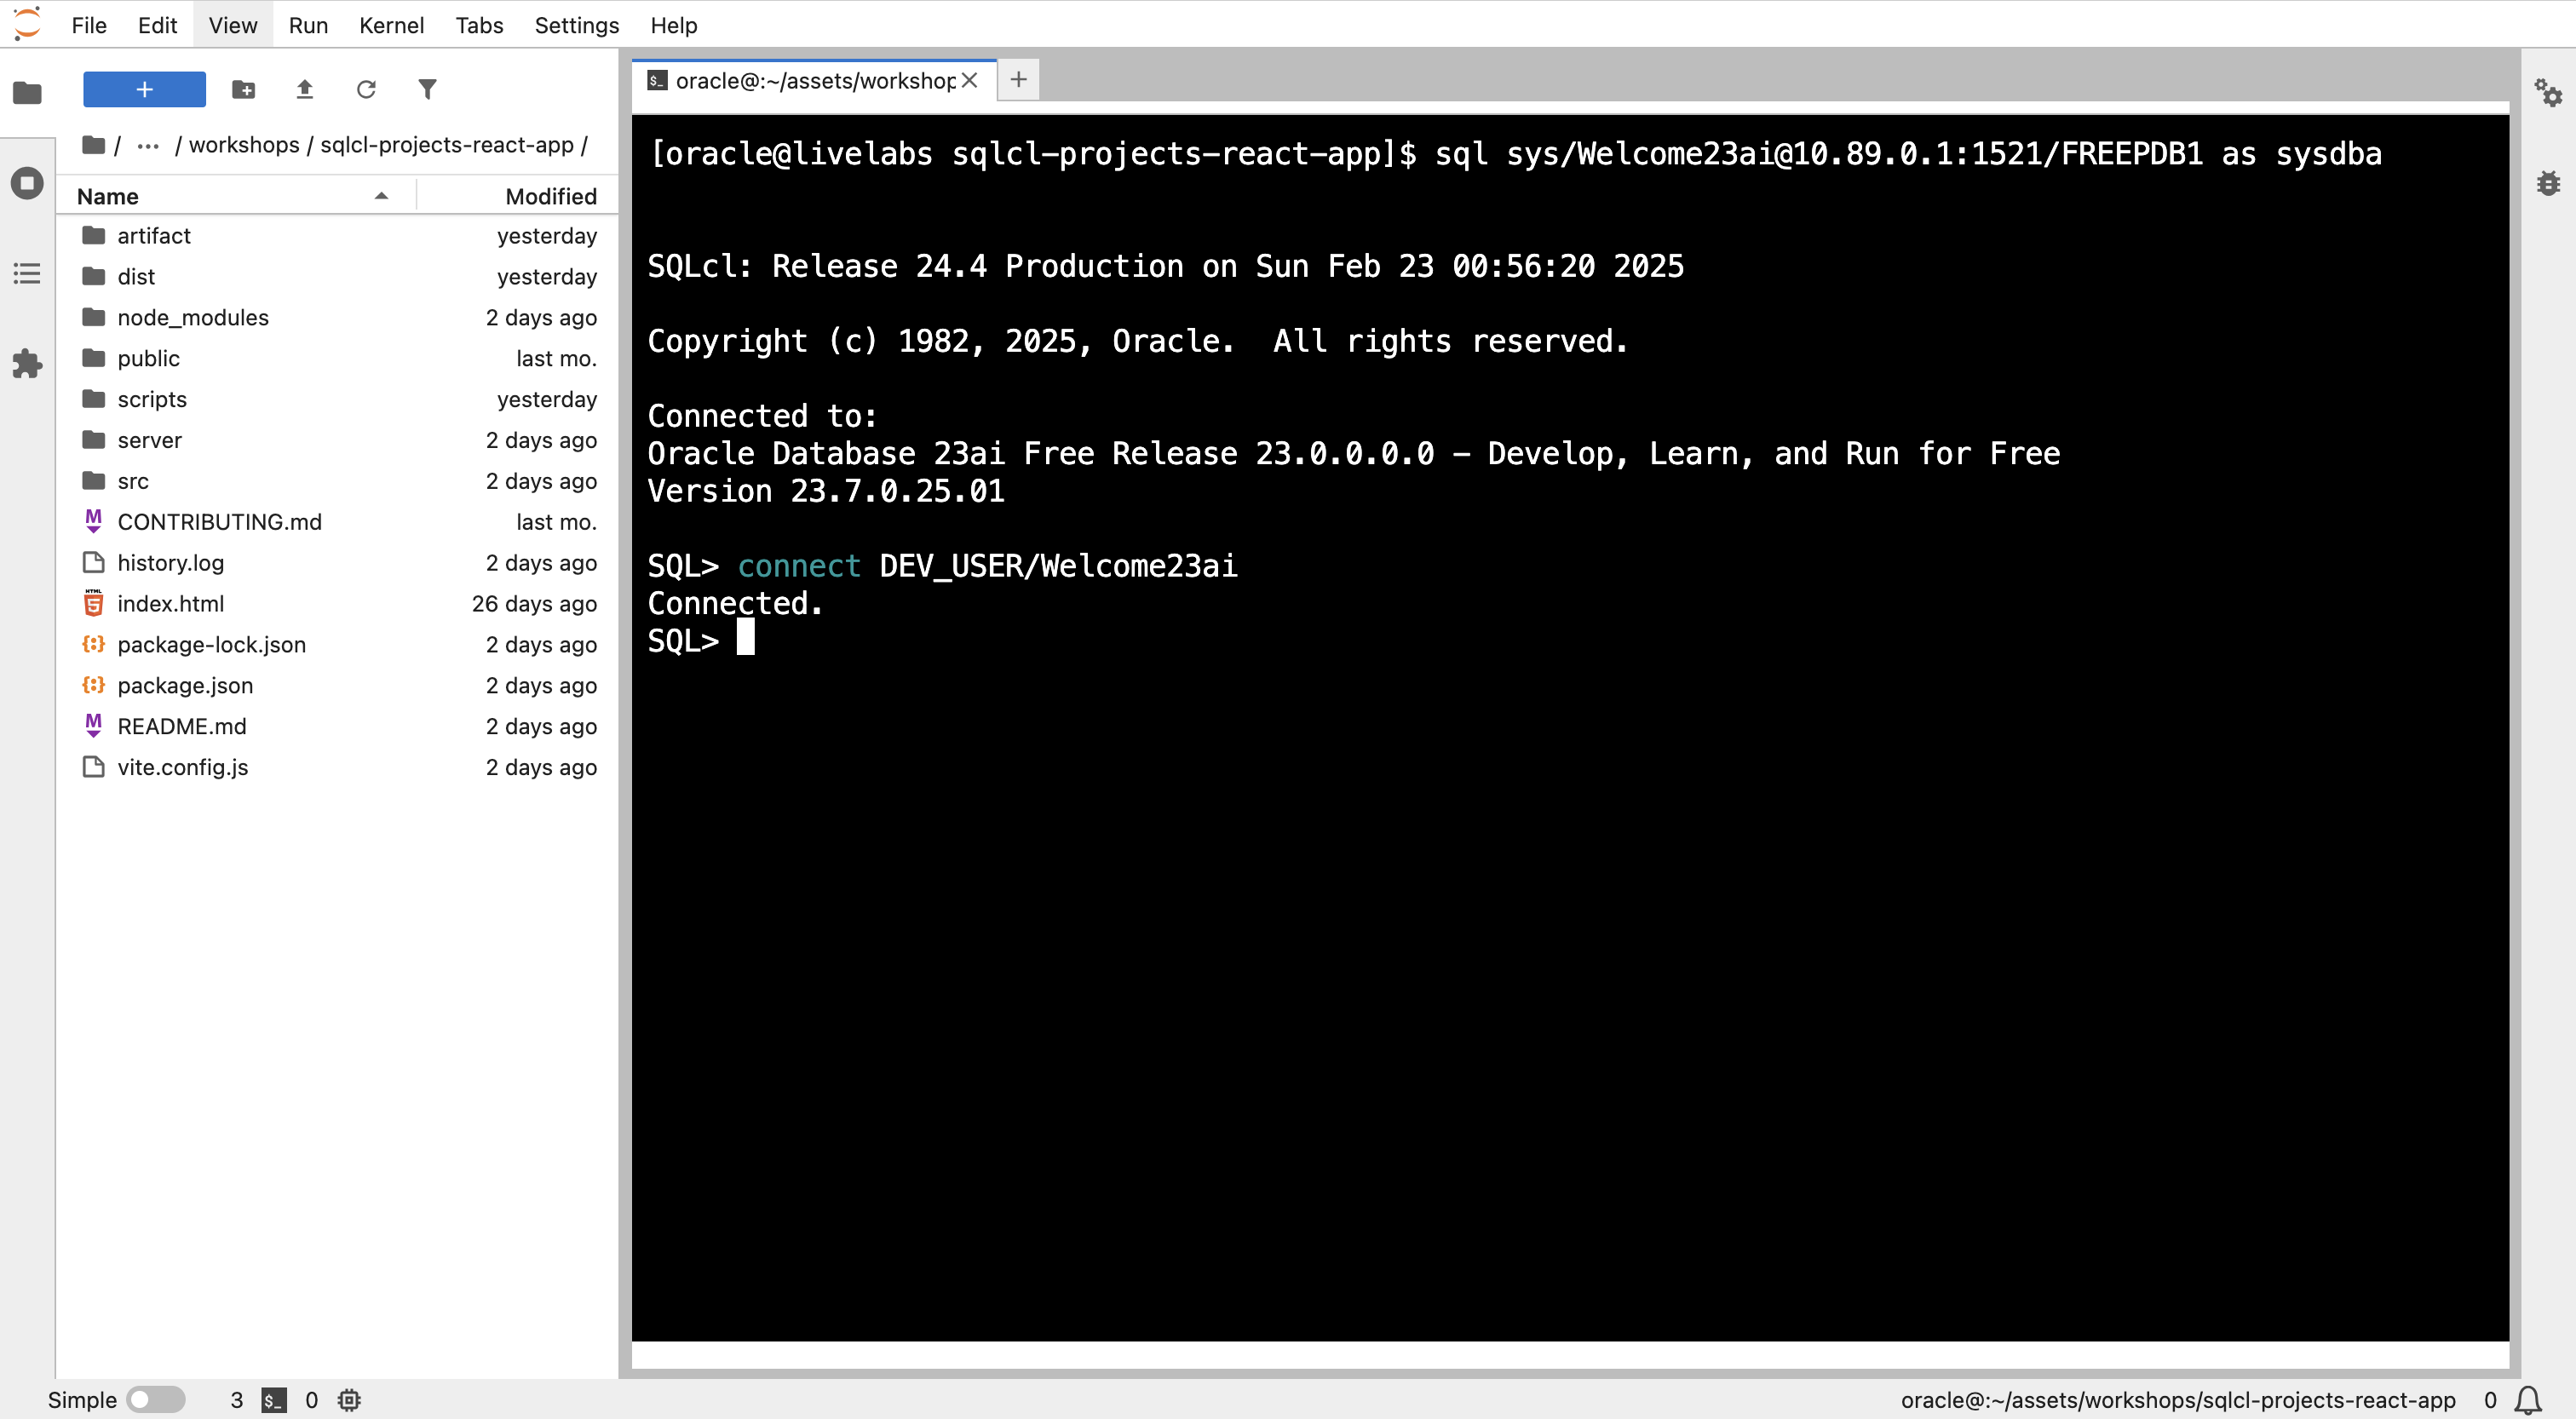 File Edit View Run Kernel Tabs Settings Help
+
/ ··· / workshops / sqlcl-projects-react-app /
Name Modified
artifact yesterday
dist yesterday
node_modules 2 days ago
public last mo.
scripts yesterday
server 2 days ago
src 2 days ago
CONTRIBUTING.md last mo.
history.log 2 days ago
index.html 26 days ago
package-lock.json 2 days ago
package.json 2 days ago
README.md 2 days ago
vite.config.js 2 days ago
oracle@:~/assets/workshop
[oracle@livelabs sqlcl-projects-react-app]$ sql sys/Welcome23ai@10.89.0.1:1521/FREEPDB1 as sysdba
SQLcl: Release 24.4 Production on Sun Feb 23 00:56:20 2025
Copyright (c) 1982, 2025, Oracle.  All rights reserved.
Connected to:
Oracle Database 23ai Free Release 23.0.0.0.0 – Develop, Learn, and Run for Free
Version 23.7.0.25.01
SQL> connect DEV_USER/Welcome23ai
Connected.
SQL>
Simple 3 $_ 0 oracle@:~/assets/workshops/sqlcl-projects-react-app 0